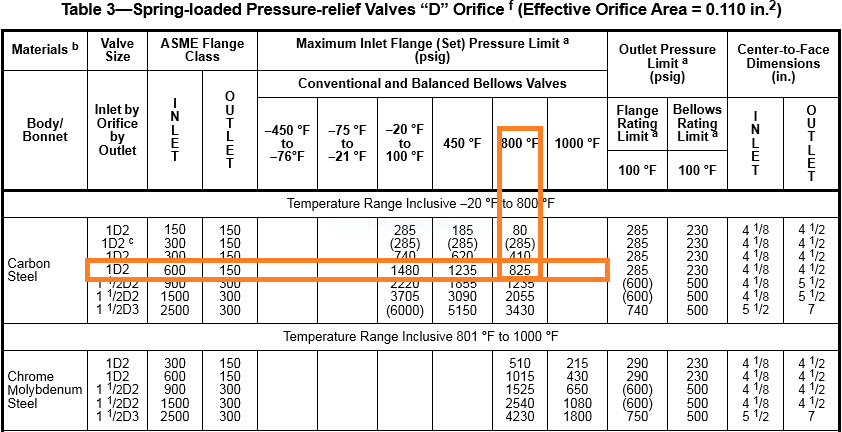 Table 3—Spring-loaded Pressure-relief Valves “D” Orifice f (Effective Orifice Area = 0.110 in.2)
Materials b Valve Size ASME Flange Class Maximum Inlet Flange (Set) Pressure Limit a (psig) Outlet Pressure Limit a (psig) Center-to-Face Dimensions (in.)
Conventional and Balanced Bellows Valves
Body/ Bonnet Inlet by Orifice by Outlet INLET OUTLET –450 °F to –76°F –75 °F to –21 °F –20 °F to 100 °F 450 °F 800 °F 1000 °F Flange Rating Limit a Bellows Rating Limit a INLET OUTLET
100 °F 100 °F
Temperature Range Inclusive –20 °F to 800 °F
Carbon Steel
1D2 150 150 285 185 80 285 230 4 1/8 4 1/2
1D2 c 300 150 (285) (285) (285) 285 230 4 1/8 4 1/2
1D2 300 150 740 620 410 285 230 4 1/8 4 1/2
1D2 600 150 1480 1235 825 285 230 4 1/8 4 1/2
1 1/2D2 900 300 2220 1855 1235 (600) 500 4 1/8 5 1/2
1 1/2D2 1500 300 3705 3090 2055 (600) 500 4 1/8 5 1/2
1 1/2D3 2500 300 (6000) 5150 3430 740 500 5 1/2 7
Temperature Range Inclusive 801 °F to 1000 °F
Chrome Molybdenum Steel
1D2 300 150 510 215 290 230 4 1/8 4 1/2
1D2 600 150 1015 430 290 230 4 1/8 4 1/2
1 1/2D2 900 300 1525 650 (600) 500 4 1/8 4 1/2
1 1/2D2 1500 300 2540 1080 (600) 500 4 1/8 4 1/2
1 1/2D3 2500 300 4230 1800 750 500 5 1/2 7